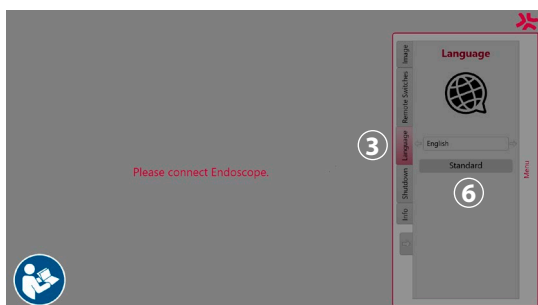 Image
Remote Switches
Language
Shutdown
Info
Language
English
Standard
Menu
3
6
Please connect Endoscope.